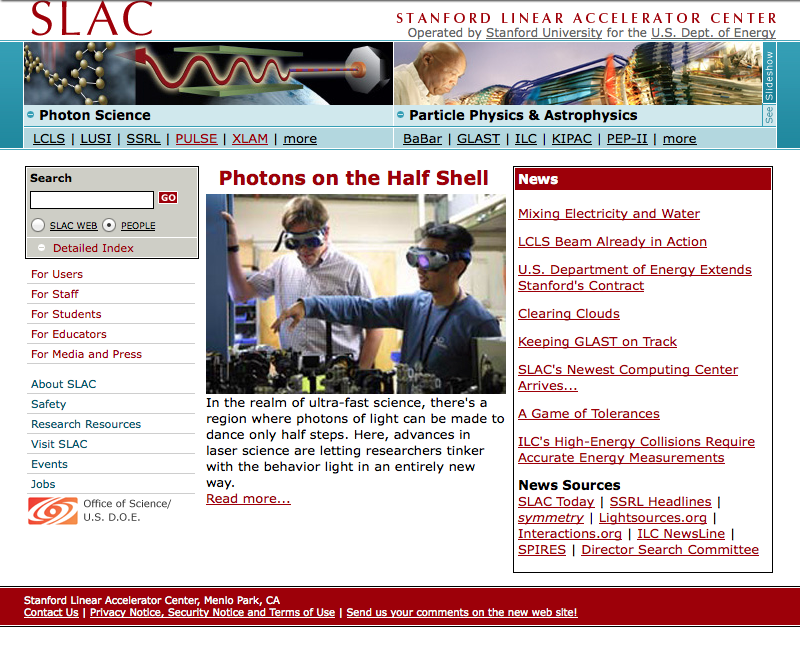 SLAC
STANFORD LINEAR ACCELERATOR CENTER
Operated by Stanford University for the U.S. Dept. of Energy
See Slideshow
Photon Science
LCLS | LUSI | SSRL | PULSE | XLAM | more
Particle Physics & Astrophysics
BaBar | GLAST | ILC | KIPAC | PEP-II | more
Search
GO
SLAC WEB PEOPLE
Detailed Index
For Users
For Staff
For Students
For Educators
For Media and Press
About SLAC
Safety
Research Resources
Visit SLAC
Events
Jobs
Office of Science/
U.S. D.O.E.
Photons on the Half Shell
In the realm of ultra-fast science, there's a
region where photons of light can be made to
dance only half steps. Here, advances in
laser science are letting researchers tinker
with the behavior light in an entirely new
way.
Read more...
News
Mixing Electricity and Water
LCLS Beam Already in Action
U.S. Department of Energy Extends
Stanford's Contract
Clearing Clouds
Keeping GLAST on Track
SLAC's Newest Computing Center
Arrives...
A Game of Tolerances
ILC's High-Energy Collisions Require
Accurate Energy Measurements
News Sources
SLAC Today | SSRL Headlines |
symmetry | Lightsources.org |
Interactions.org | ILC NewsLine |
SPIRES | Director Search Committee
Stanford Linear Accelerator Center, Menlo Park, CA
Contact Us | Privacy Notice, Security Notice and Terms of Use | Send us your comments on the new web site!